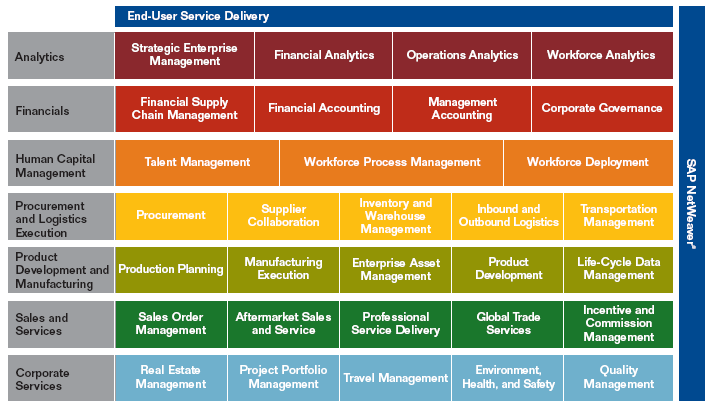 End-User Service Delivery
Analytics
Strategic Enterprise
Management
Financial Analytics
Operations Analytics
Workforce Analytics
Financials
Financial Supply
Chain Management
Financial Accounting
Management
Accounting
Corporate Governance
Human Capital
Management
Talent Management
Workforce Process Management
Workforce Deployment
Procurement
and Logistics
Execution
Procurement
Supplier
Collaboration
Inventory and
Warehouse
Management
Inbound and
Outbound Logistics
Transportation
Management
Product
Development and
Manufacturing
Production Planning
Manufacturing
Execution
Enterprise Asset
Management
Product
Development
Life-Cycle Data
Management
Sales and
Services
Sales Order
Management
Aftermarket Sales
and Service
Professional
Service Delivery
Global Trade
Services
Incentive and
Commission
Management
Corporate
Services
Real Estate
Management
Project Portfolio
Management
Travel Management
Environment,
Health, and Safety
Quality
Management
SAP NetWeaver®